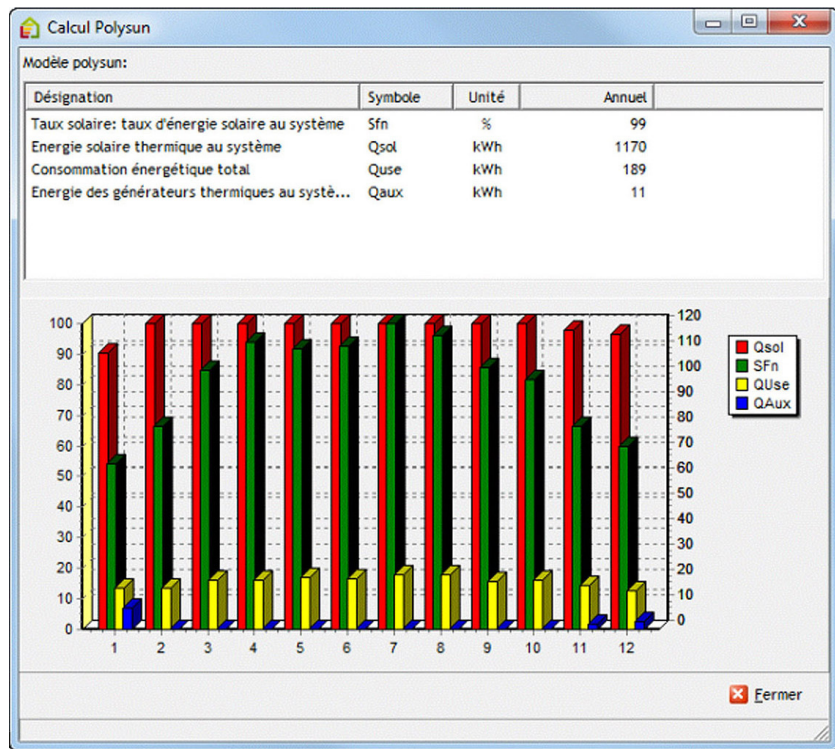 Calcul Polysun
Modèle polysun:
Désignation Symbole Unité Annuel
Taux solaire: taux d'énergie solaire au système Sfn % 99
Energie solaire thermique au système Qsol kWh 1170
Consommation énergétique total Quse kWh 189
Energie des générateurs thermiques au systè... Qaux kWh 11
100 120
90 110
80 100
70 90
60 80
50 70
40 60
30 50
20 40
10 30
0 20
10
0
1 2 3 4 5 6 7 8 9 10 11 12
Qsol
SFn
QUse
QAux
Fermer